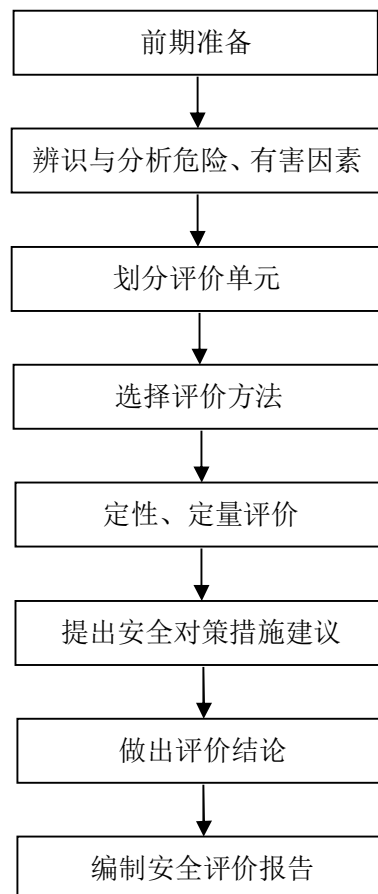 前期准备
辨识与分析危险、有害因素
划分评价单元
选择评价方法
定性、定量评价
提出安全对策措施建议
做出评价结论
编制安全评价报告